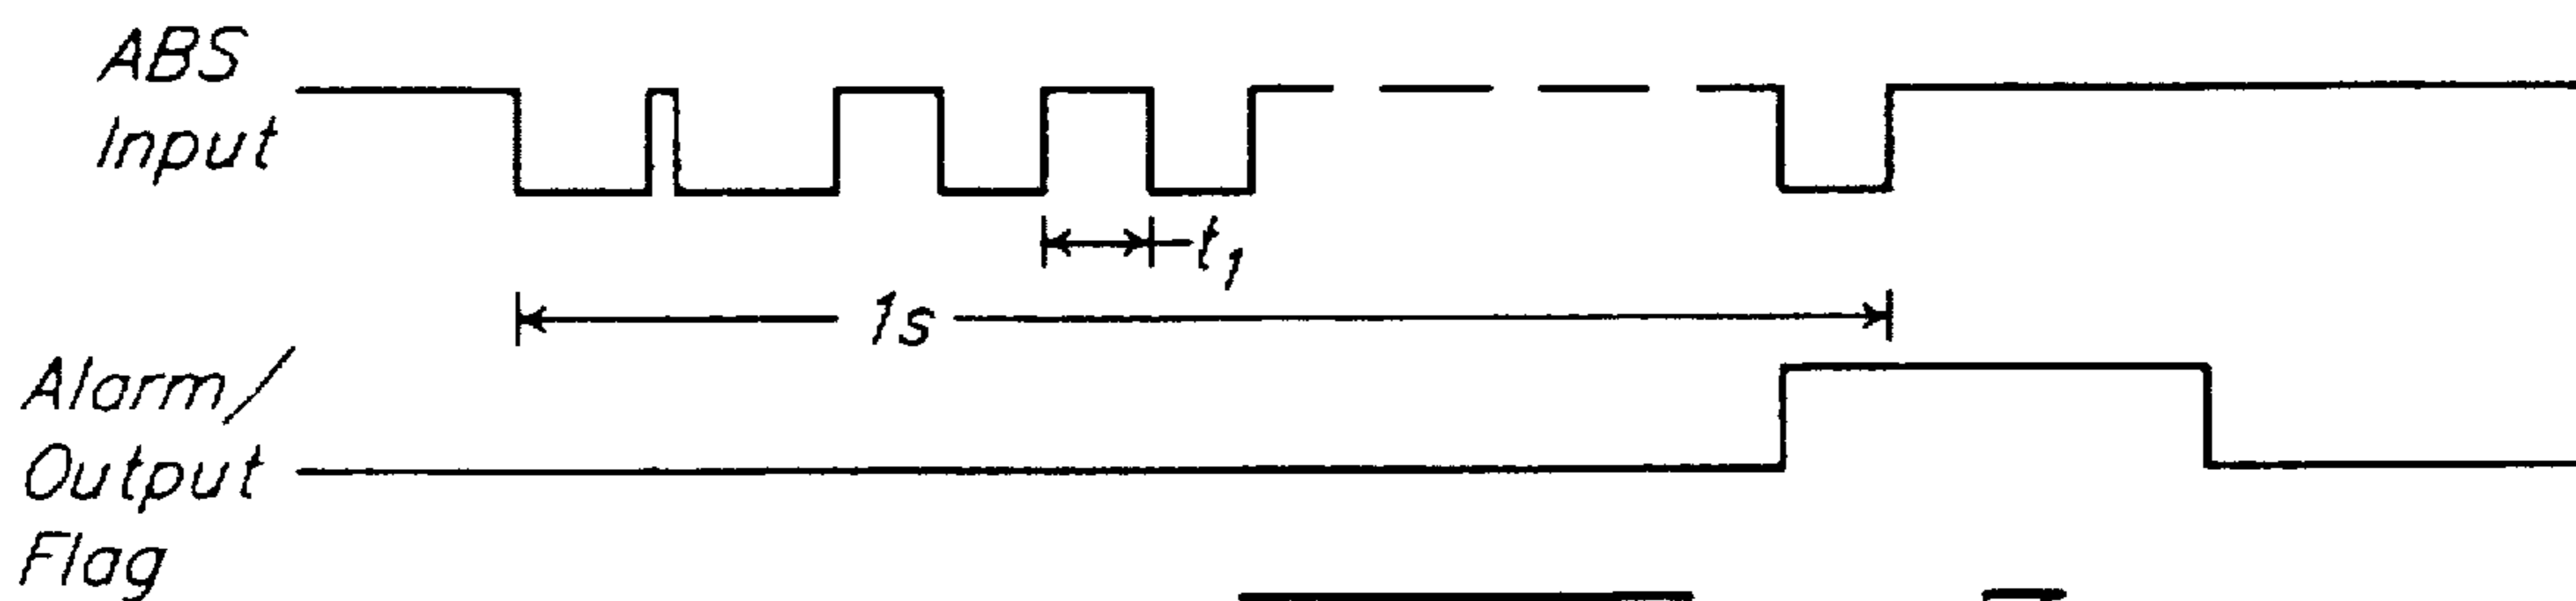 ABS
Input
t₁
1s
Alarm/
Output
Flag